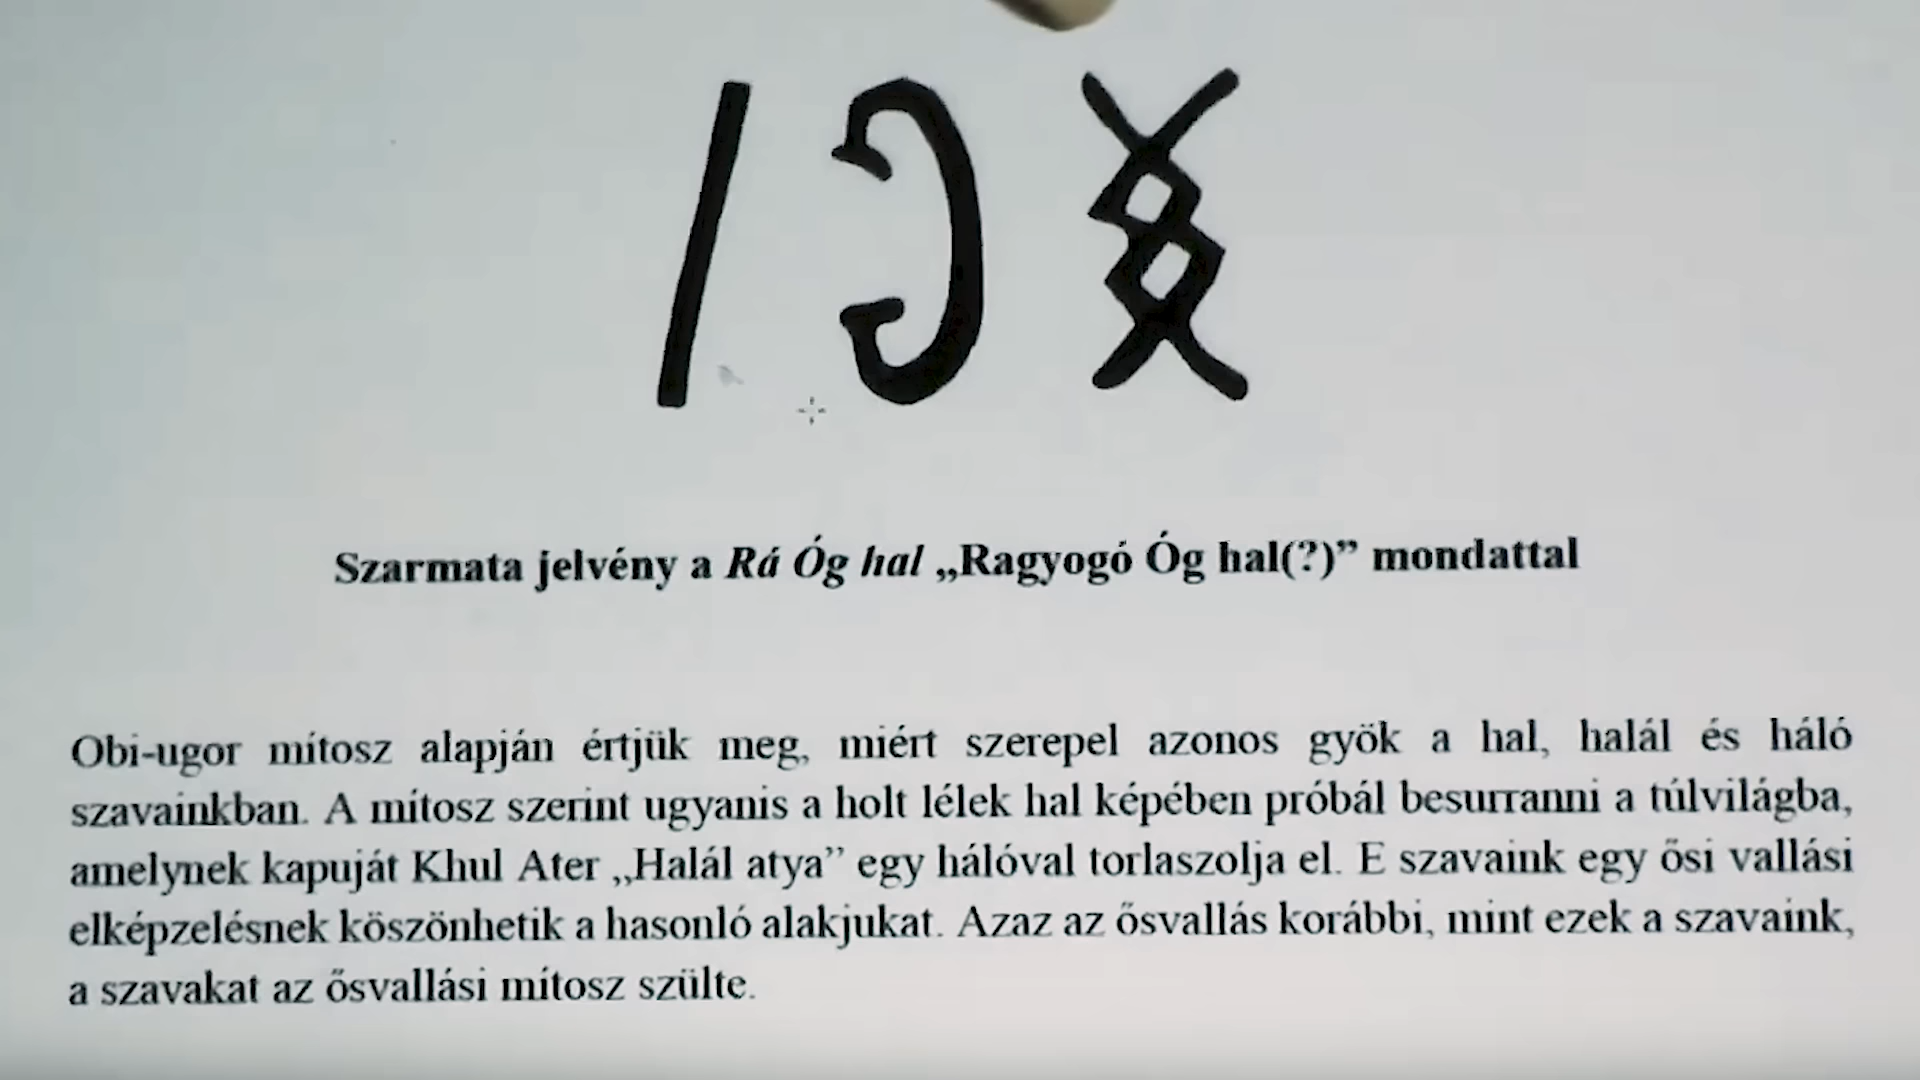 Szarmata jelvény a Rá Óg hal „Ragyogó Óg hal(?)” mondattal
Obi-ugor mítosz alapján értjük meg, miért szerepel azonos gyök a hal, halál és háló
szavainkban. A mítosz szerint ugyanis a holt lélek hal képében próbál besurranni a túlvilágba,
amelynek kapuját Khul Ater „Halál atya” egy hálóval torlaszolja el. E szavaink egy ősi vallási
elképzelésnek köszönhetik a hasonló alakjukat. Azaz az ősvallás korábbi, mint ezek a szavaink,
a szavakat az ősvallási mítosz szülte.